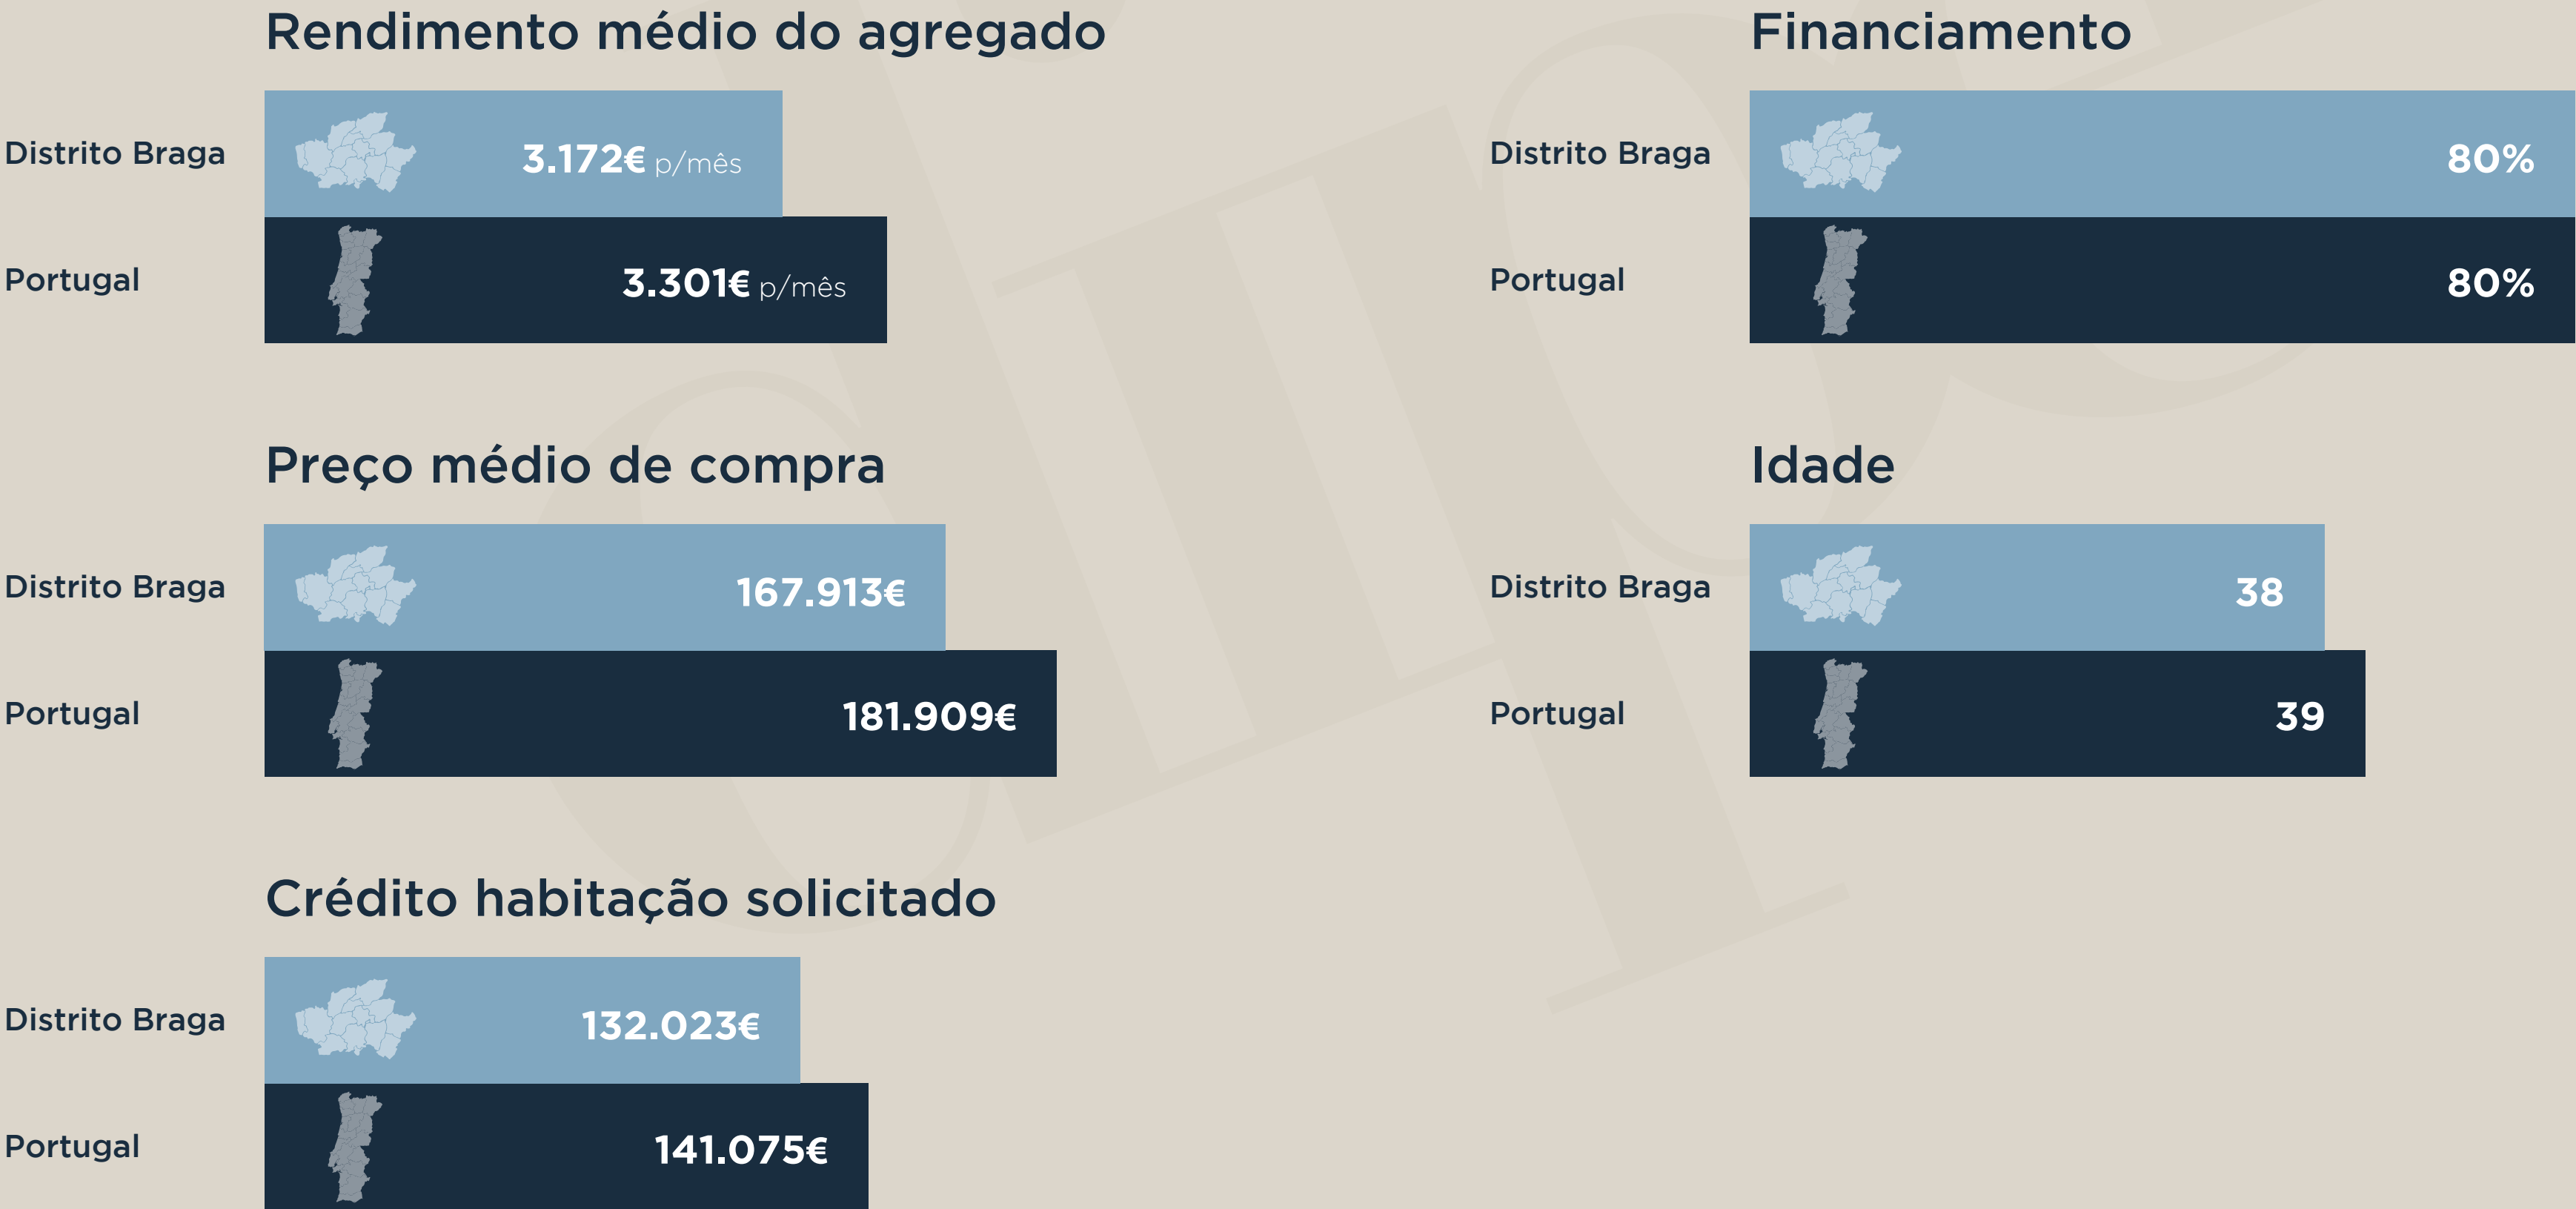 Rendimento médio do agregado
Distrito Braga
3.172€ p/mês
Portugal
3.301€ p/mês
Financiamento
Distrito Braga
80%
Portugal
80%
Preço médio de compra
Distrito Braga
167.913€
Portugal
181.909€
Idade
Distrito Braga
38
Portugal
39
Crédito habitação solicitado
Distrito Braga
132.023€
Portugal
141.075€